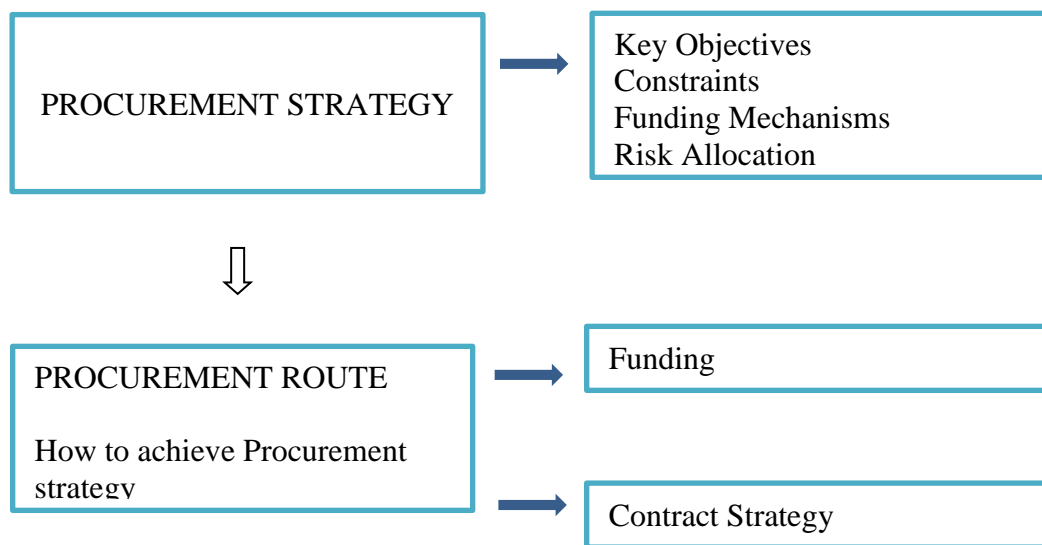 PROCUREMENT STRATEGY
Key Objectives
Constraints
Funding Mechanisms
Risk Allocation
PROCUREMENT ROUTE
How to achieve Procurement
strategy
Funding
Contract Strategy